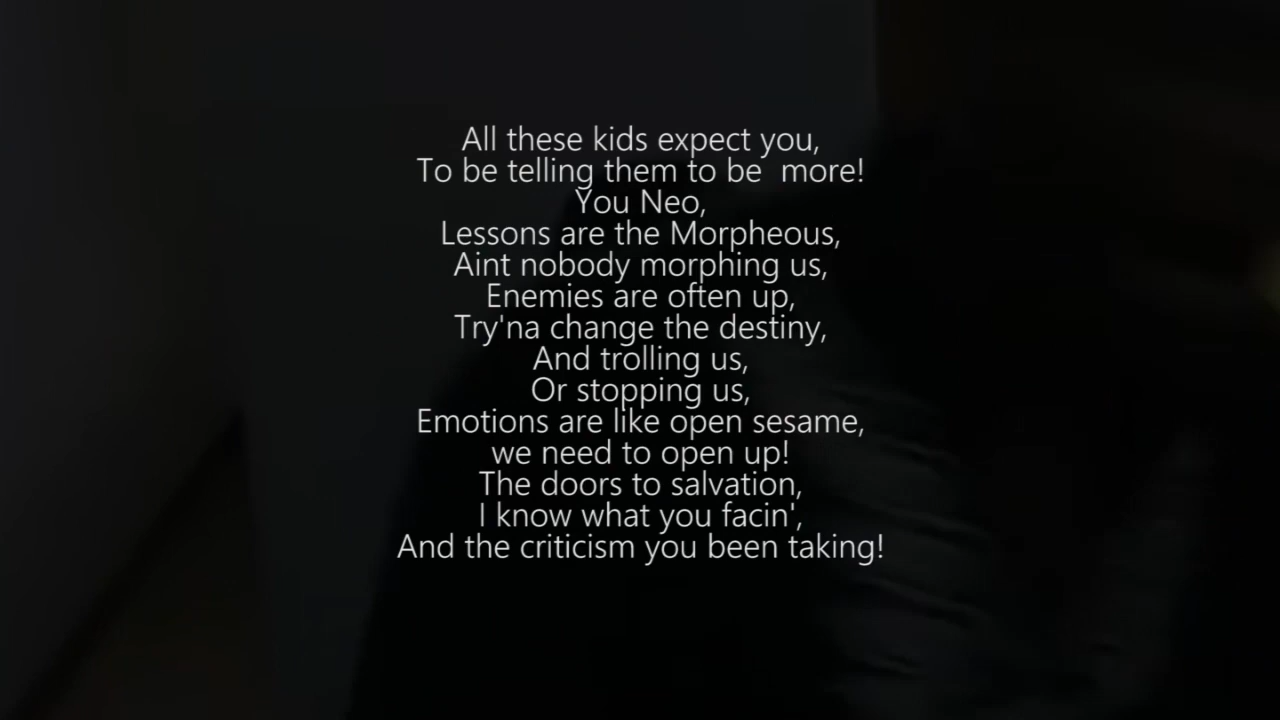 All these kids expect you,
To be telling them to be  more!
You Neo,
Lessons are the Morpheous,
Aint nobody morphing us,
Enemies are often up,
Try'na change the destiny,
And trolling us,
Or stopping us,
Emotions are like open sesame,
we need to open up!
The doors to salvation,
I know what you facin',
And the criticism you been taking!